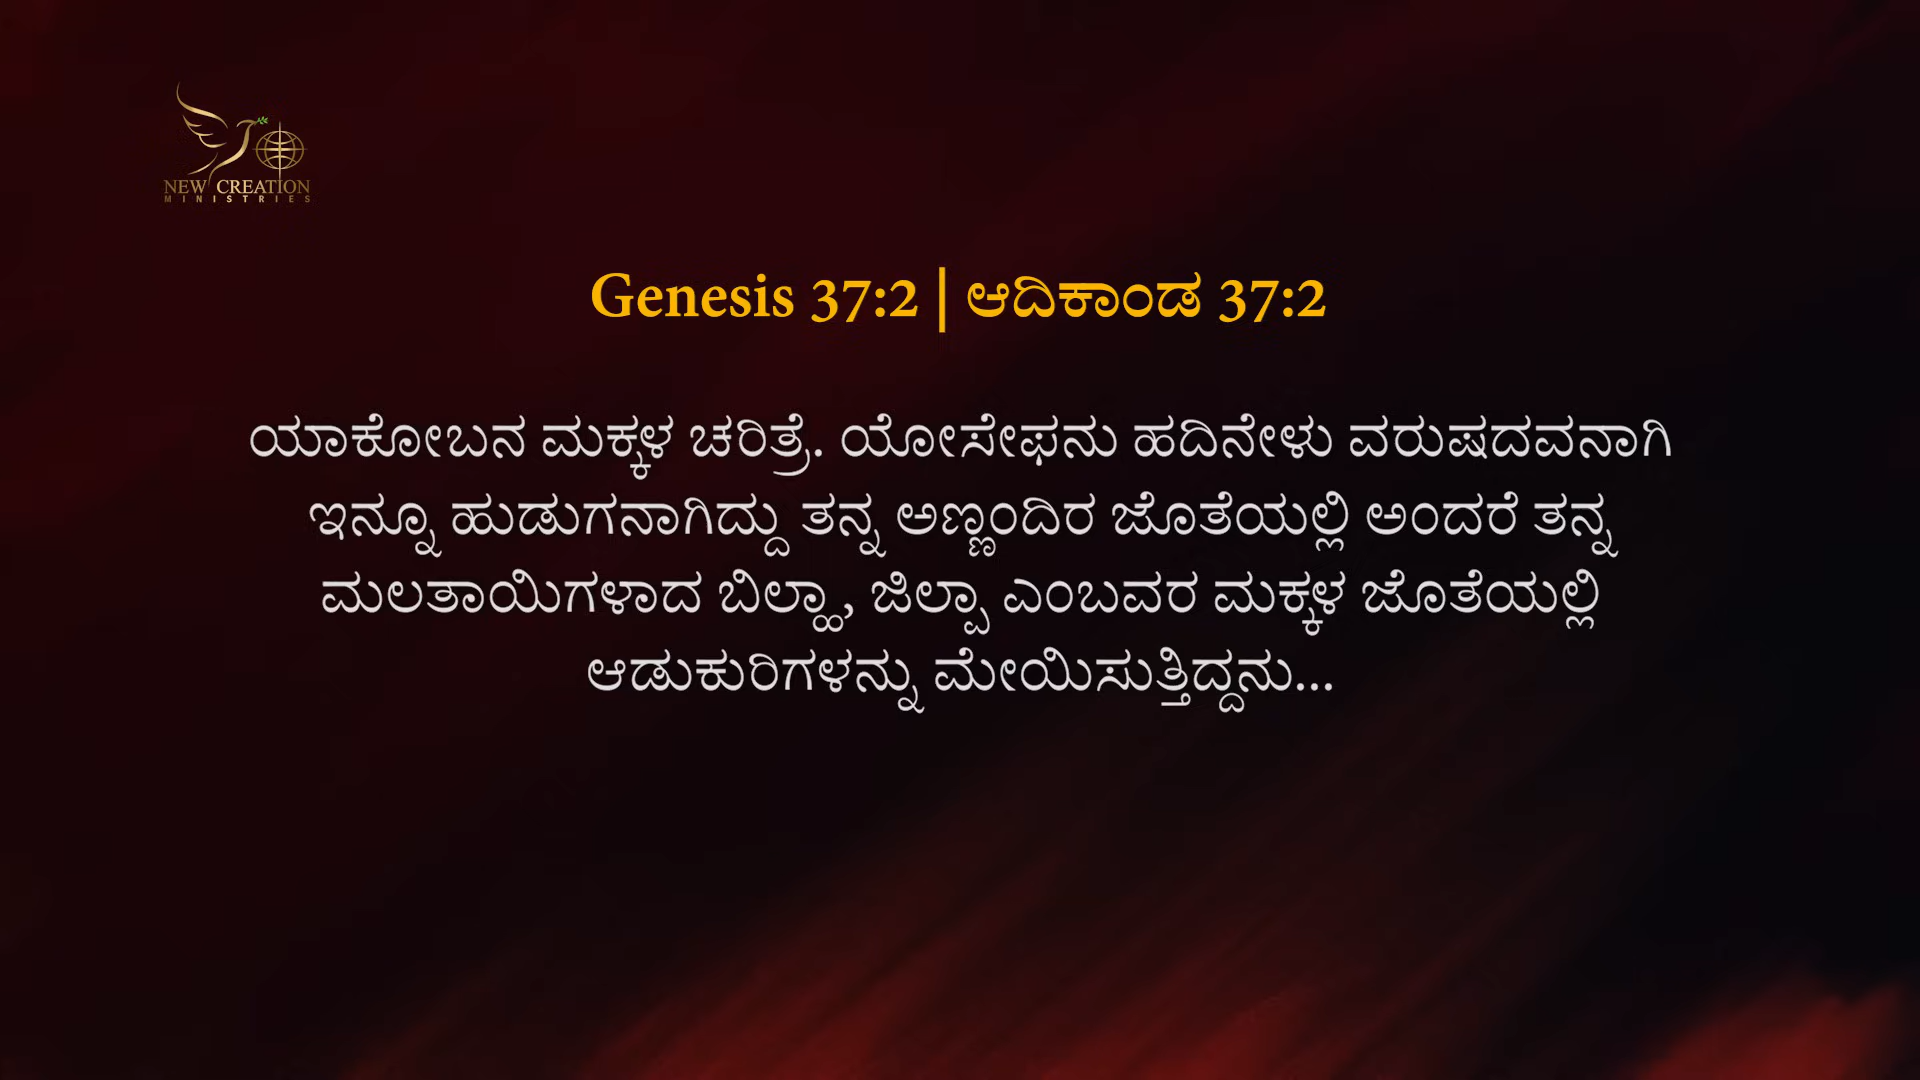 NEW CREATION
MINISTRIES
Genesis 37:2 | ಆದಿಕಾಂಡ 37:2
ಯಾಕೋಬನ ಮಕ್ಕಳ ಚರಿತ್ರೆ. ಯೋಸೇಫನು ಹದಿನೇಳು ವರುಷದವನಾಗಿ
ಇನ್ನೂ ಹುಡುಗನಾಗಿದ್ದು ತನ್ನ ಅಣ್ಣಂದಿರ ಜೊತೆಯಲ್ಲಿ ಅಂದರೆ ತನ್ನ
ಮಲತಾಯಿಗಳಾದ ಬಿಲ್ಹಾ, ಜಿಲ್ಪಾ ಎಂಬವರ ಮಕ್ಕಳ ಜೊತೆಯಲ್ಲಿ
ಆಡುಕುರಿಗಳನ್ನು ಮೇಯಿಸುತ್ತಿದ್ದನು...